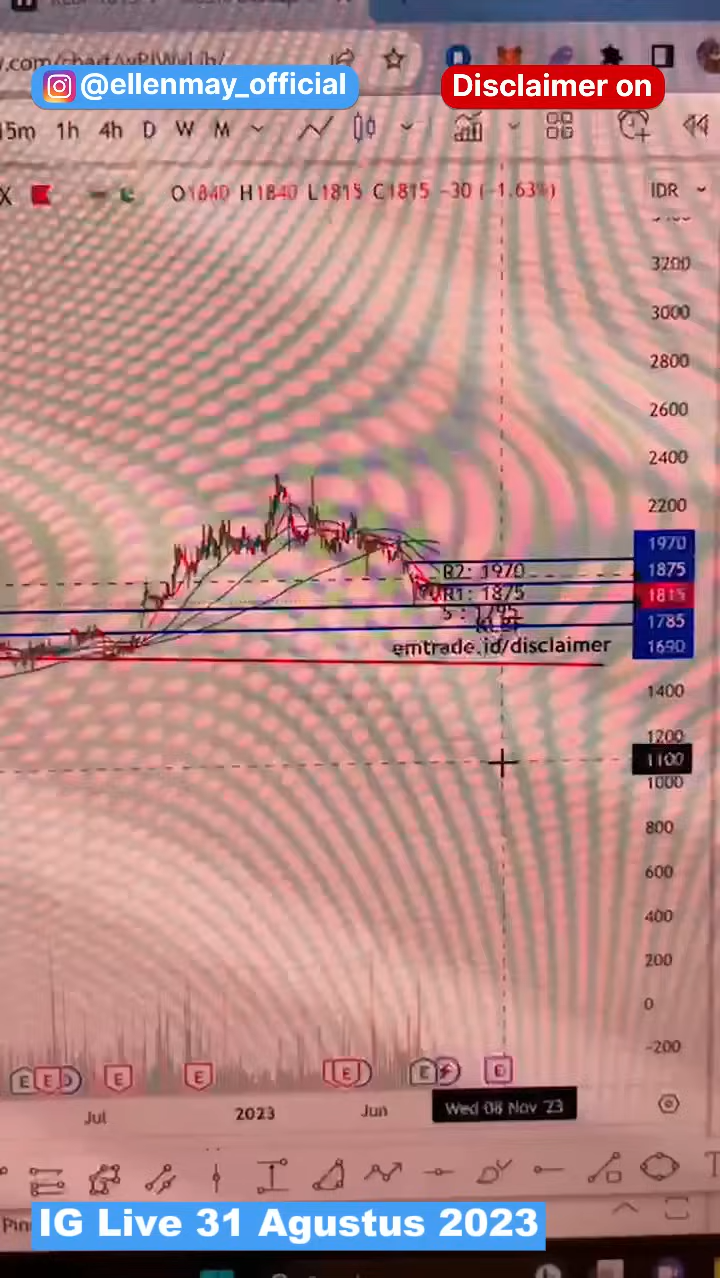 @ellenmay_official
Disclaimer on
15m 1h 4h D W M
O1840 H1840 L1815 C1815 -30 (-1.63%)
IDR
3200
3000
2800
2600
2400
2200
1970
R2: 1970
1875
R1: 1875
1815
1785
emtrade.id/disclaimer
1690
1400
1200
1100
1000
800
600
400
200
0
-200
E E D E E E E E
Jul 2023 Jun Wed 08 Nov '23
IG Live 31 Agustus 2023